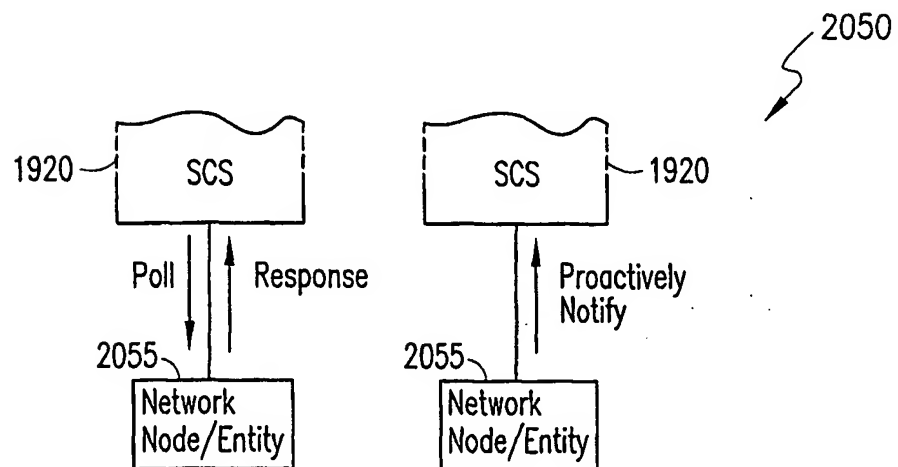 2050
1920
SCS
SCS
1920
Poll
Response
Proactively
Notify
2055
2055
Network
Node/Entity
Network
Node/Entity